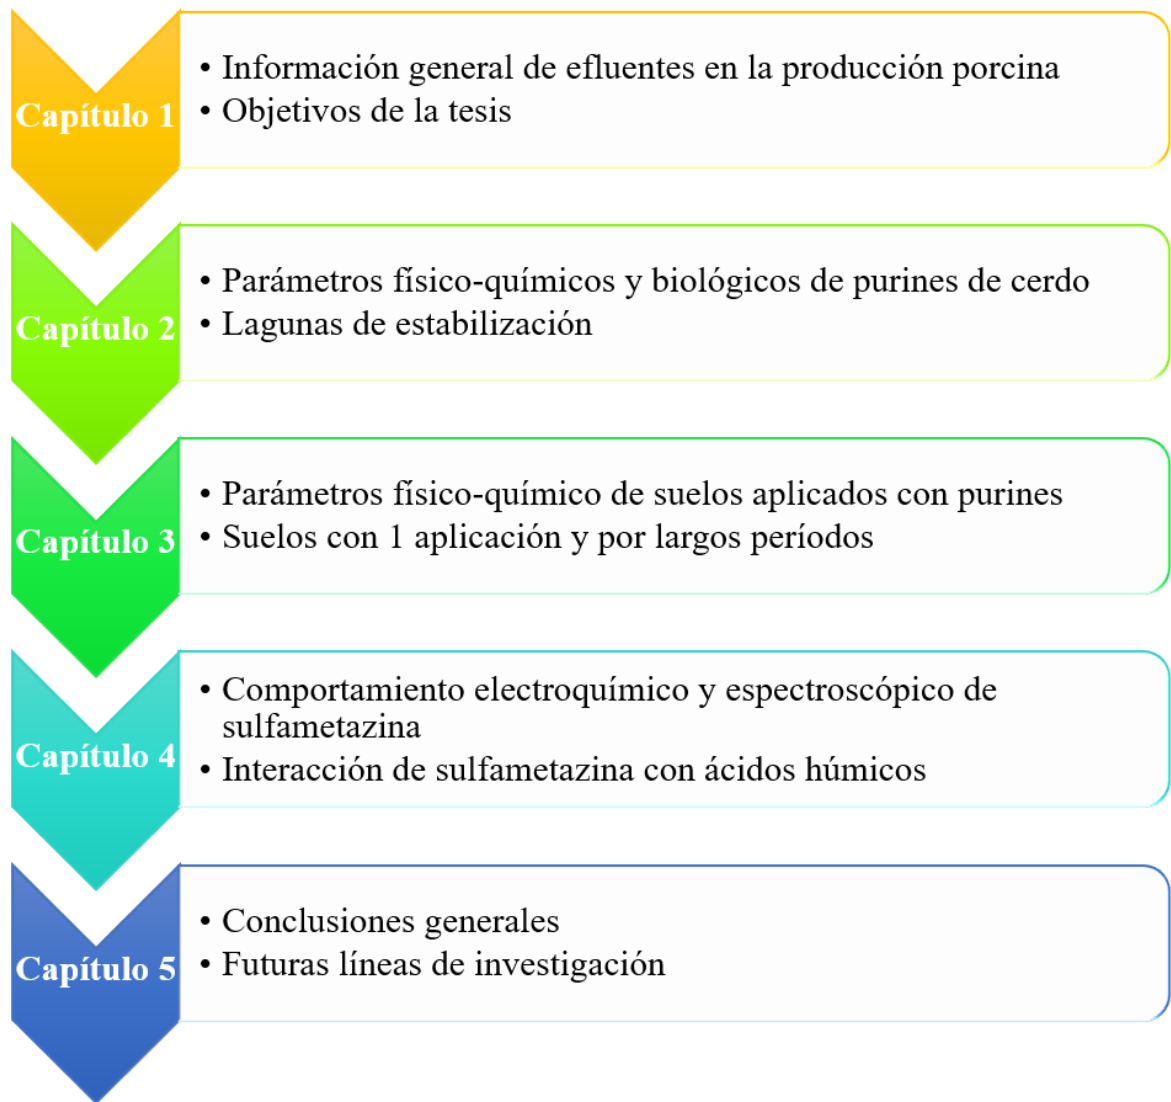 Capítulo 1
• Información general de efluentes en la producción porcina
• Objetivos de la tesis
Capítulo 2
• Parámetros físico-químicos y biológicos de purines de cerdo
• Lagunas de estabilización
Capítulo 3
• Parámetros físico-químico de suelos aplicados con purines
• Suelos con 1 aplicación y por largos períodos
Capítulo 4
• Comportamiento electroquímico y espectroscópico de
sulfametazina
• Interacción de sulfametazina con ácidos húmicos
Capítulo 5
• Conclusiones generales
• Futuras líneas de investigación